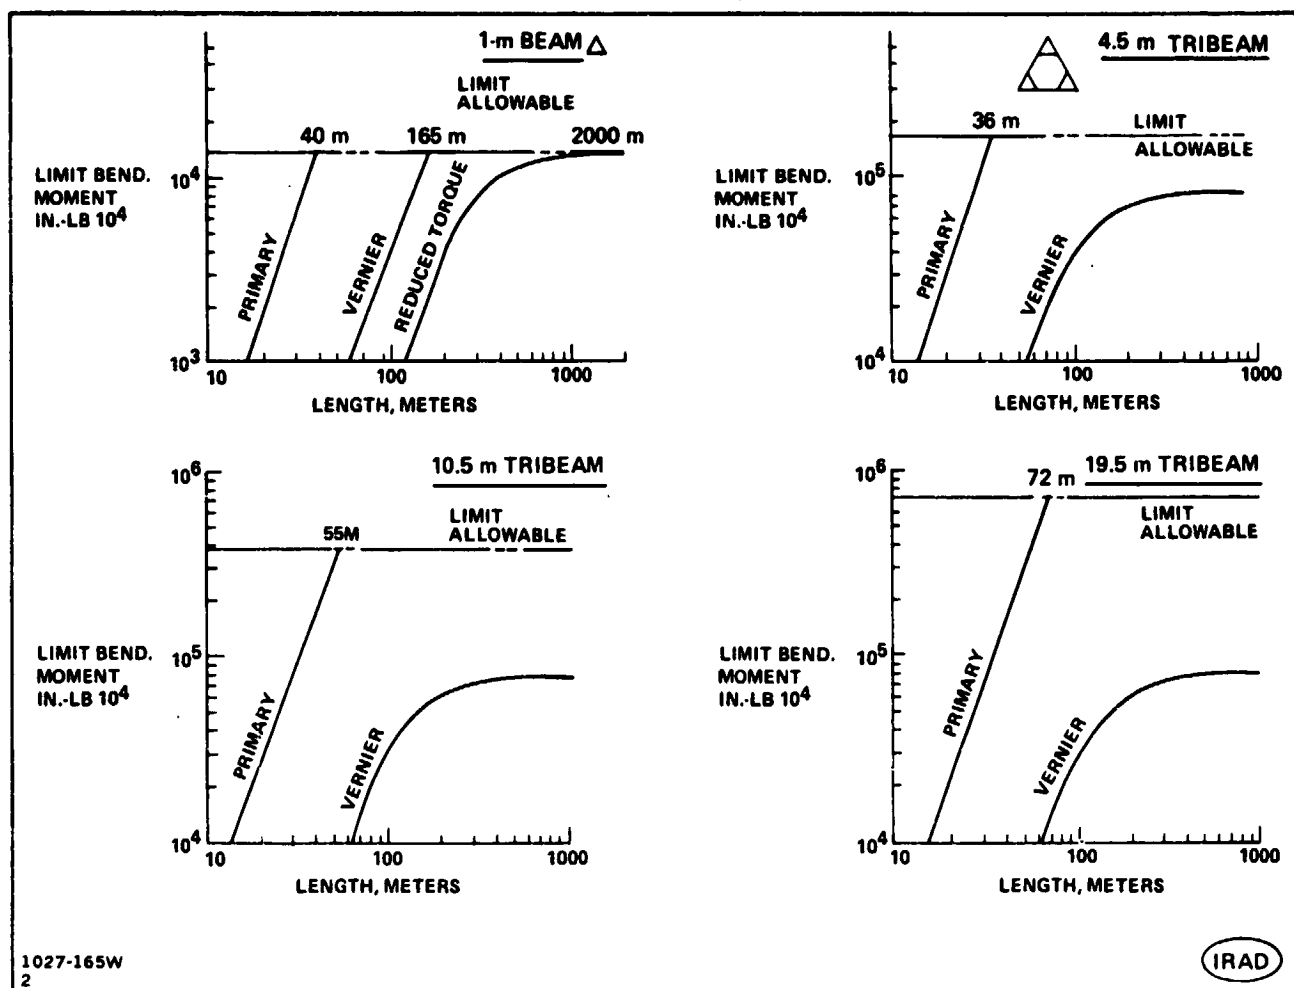 1-m BEAM
LIMIT
ALLOWABLE
40 m
165 m
2000 m
LIMIT BEND.
MOMENT
IN.-LB 10⁴
10⁴
10³
PRIMARY
VERNIER
REDUCED TORQUE
10
100
1000
LENGTH, METERS
4.5 m TRIBEAM
36 m
LIMIT
ALLOWABLE
LIMIT BEND.
MOMENT
IN.-LB 10⁴
10⁵
10⁴
PRIMARY
VERNIER
10
100
1000
LENGTH, METERS
10.5 m TRIBEAM
LIMIT
ALLOWABLE
55M
10⁶
LIMIT BEND.
MOMENT
IN.-LB 10⁴
10⁵
10⁴
PRIMARY
VERNIER
10
100
1000
LENGTH, METERS
19.5 m TRIBEAM
72 m
LIMIT
ALLOWABLE
10⁶
LIMIT BEND.
MOMENT
IN.-LB 10⁴
10⁵
10⁴
PRIMARY
VERNIER
10
100
1000
LENGTH, METERS
1027-165W
2
IRAD